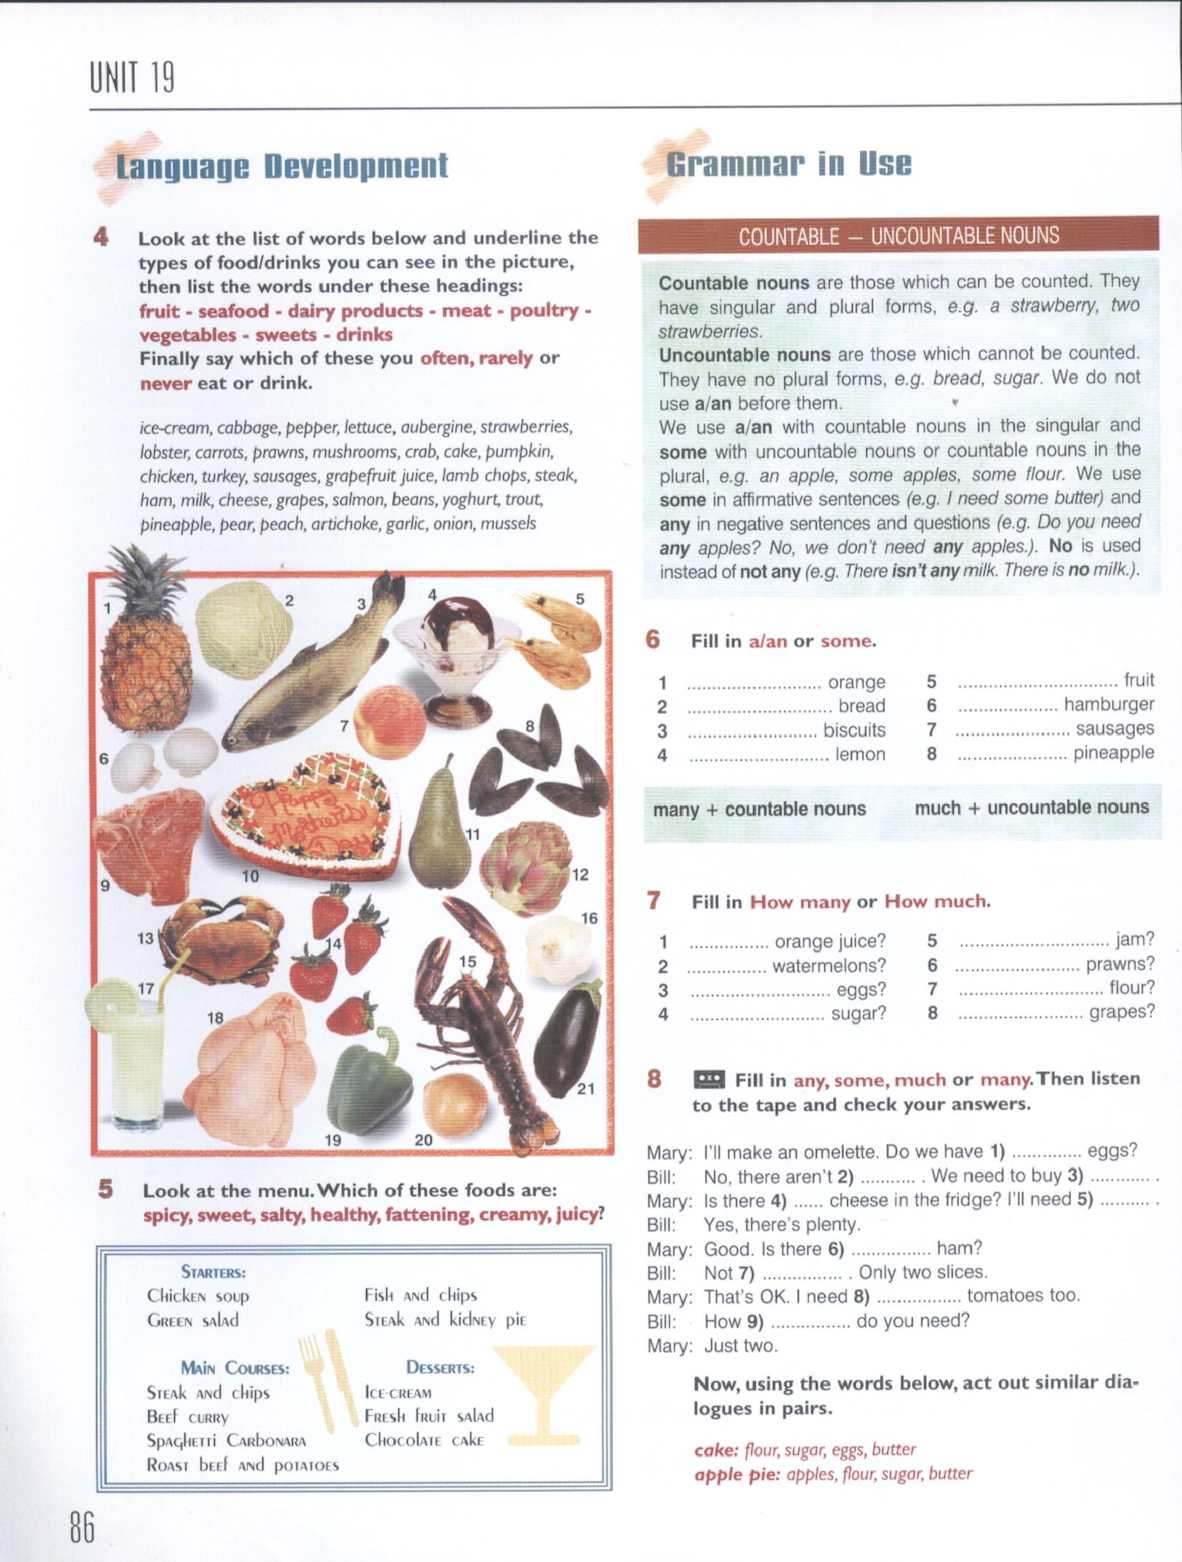 UNIT 19
Language Development
4 Look at the list of words below and underline the
types of food/drinks you can see in the picture,
then list the words under these headings:
fruit - seafood - dairy products - meat - poultry -
vegetables - sweets - drinks
Finally say which of these you often, rarely or
never eat or drink.
ice-cream, cabbage, pepper, lettuce, aubergine, strawberries,
lobster, carrots, prawns, mushrooms, crab, cake, pumpkin,
chicken, turkey, sausages, grapefruit juice, lamb chops, steak,
ham, milk, cheese, grapes, salmon, beans, yoghurt, trout,
pineapple, pear, peach, artichoke, garlic, onion, mussels
1
2
3
4
5
6
7
8
Happy
Mother's
Day
9
10
11
12
13
14
15
16
17
18
19
20
21
5 Look at the menu. Which of these foods are:
spicy, sweet, salty, healthy, fattening, creamy, juicy?
STARTERS:
Chicken soup
Green salad
Fish and chips
Steak and kidney pie
MAIN COURSES:
Steak and chips
Beef curry
Spaghetti Carbonara
Roast beef and potatoes
DESSERTS:
Ice-cream
Fresh fruit salad
Chocolate cake
86
Grammar in Use
COUNTABLE – UNCOUNTABLE NOUNS
Countable nouns are those which can be counted. They
have singular and plural forms, e.g. a strawberry, two
strawberries.
Uncountable nouns are those which cannot be counted.
They have no plural forms, e.g. bread, sugar. We do not
use a/an before them.
We use a/an with countable nouns in the singular and
some with uncountable nouns or countable nouns in the
plural, e.g. an apple, some apples, some flour. We use
some in affirmative sentences (e.g. I need some butter) and
any in negative sentences and questions (e.g. Do you need
any apples? No, we don't need any apples.). No is used
instead of not any (e.g. There isn't any milk. There is no milk.).
6 Fill in a/an or some.
1 ........................... orange
2 ............................. bread
3 .......................... biscuits
4 ............................ lemon
5 ................................ fruit
6 .................... hamburger
7 ....................... sausages
8 ...................... pineapple
many + countable nouns much + uncountable nouns
7 Fill in How many or How much.
1 ................ orange juice?
2 ................ watermelons?
3 ............................ eggs?
4 ........................... sugar?
5 .............................. jam?
6 ......................... prawns?
7 ............................. flour?
8 ......................... grapes?
8 Fill in any, some, much or many. Then listen
to the tape and check your answers.
Mary: I'll make an omelette. Do we have 1) .............. eggs?
Bill: No, there aren't 2) ........... . We need to buy 3) ............ .
Mary: Is there 4) ...... cheese in the fridge? I'll need 5) .......... .
Bill: Yes, there's plenty.
Mary: Good. Is there 6) ................ ham?
Bill: Not 7) ................ . Only two slices.
Mary: That's OK. I need 8) ................. tomatoes too.
Bill: How 9) ................ do you need?
Mary: Just two.
Now, using the words below, act out similar dia-
logues in pairs.
cake: flour, sugar, eggs, butter
apple pie: apples, flour, sugar, butter